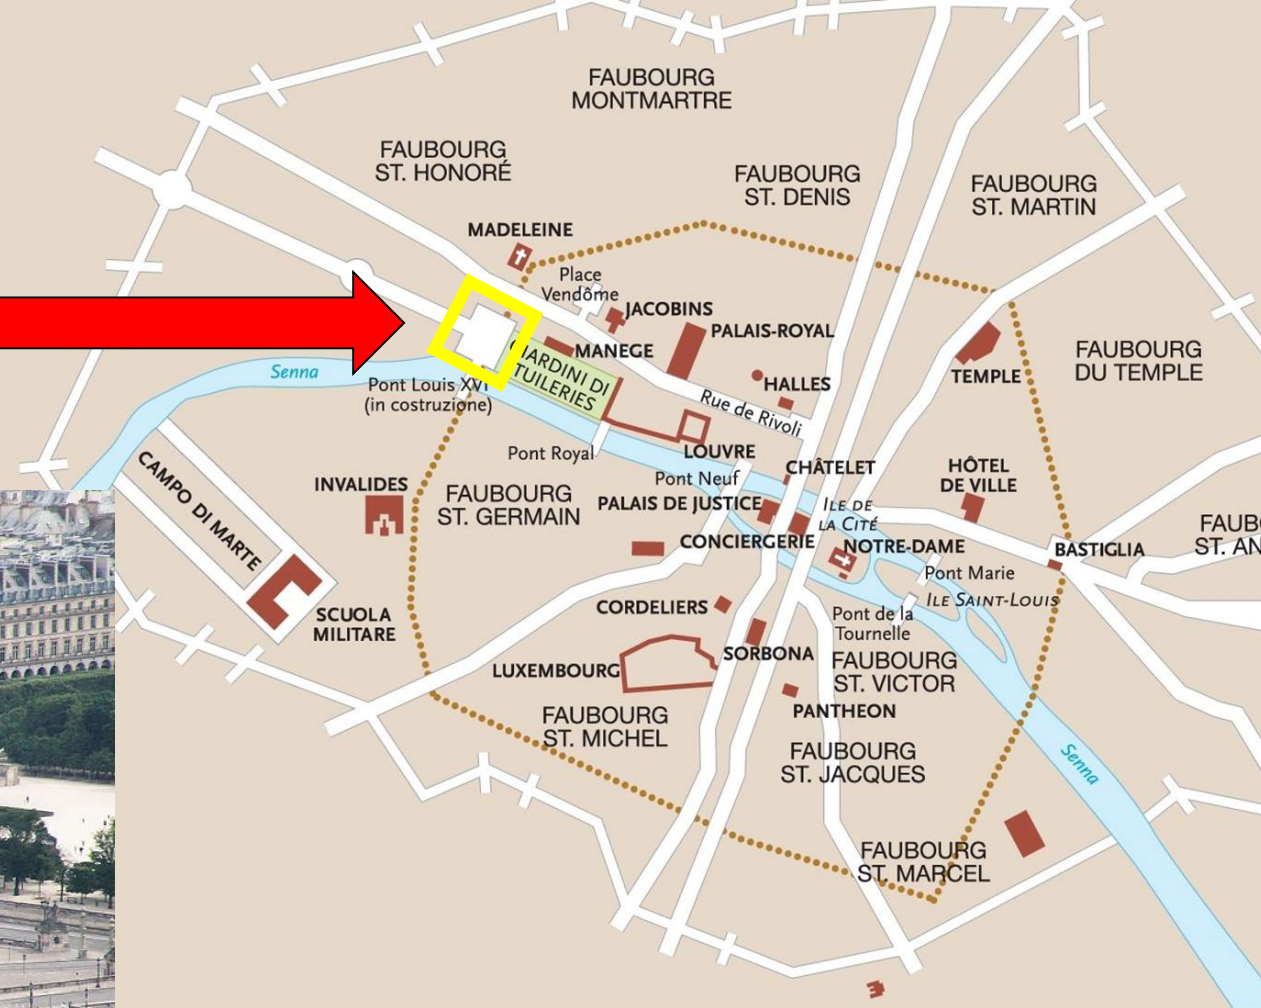 FAUBOURG
MONTMARTRE
FAUBOURG
ST. HONORÉ
FAUBOURG
ST. DENIS
FAUBOURG
ST. MARTIN
MADELEINE
Place
Vendôme
JACOBINS
PALAIS-ROYAL
MANEGE
GIARDINI DI
TUILERIES
FAUBOURG
DU TEMPLE
TEMPLE
HALLES
Senna
Pont Louis XVI
(in costruzione)
Rue de Rivoli
Pont Royal
LOUVRE
Pont Neuf
CHÂTELET
HÔTEL
DE VILLE
CAMPO DI MARTE
INVALIDES
FAUBOURG
ST. GERMAIN
PALAIS DE JUSTICE
ILE DE
LA CITÉ
CONCIERGERIE
NOTRE-DAME
FAUB
ST. AN
BASTIGLIA
Pont Marie
ILE SAINT-LOUIS
SCUOLA
MILITARE
CORDELIERS
Pont de la
Tournelle
SORBONA
LUXEMBOURG
FAUBOURG
ST. VICTOR
PANTHEON
FAUBOURG
ST. MICHEL
FAUBOURG
ST. JACQUES
Senna
FAUBOURG
ST. MARCEL